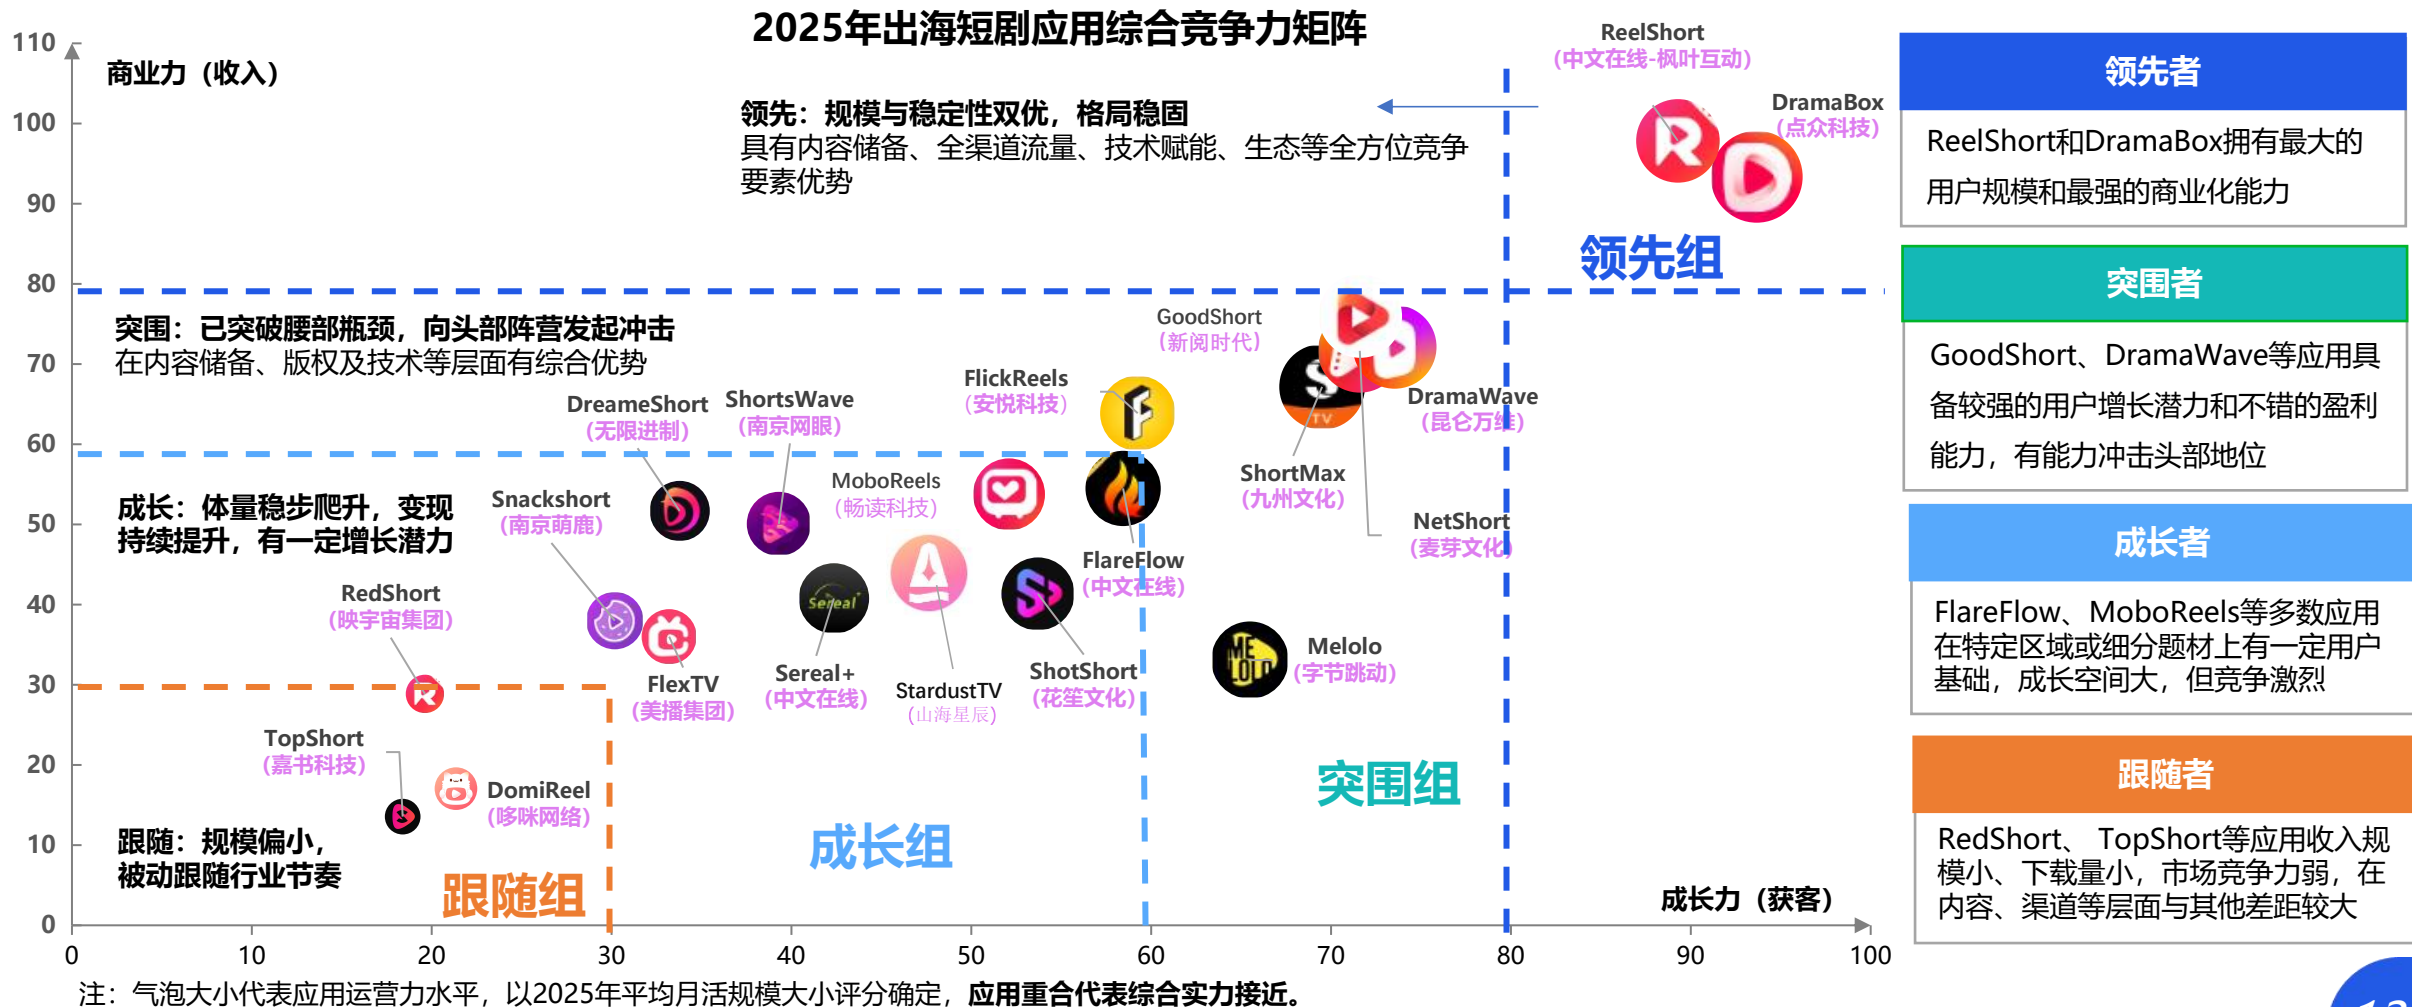 2025年出海短剧应用综合竞争力矩阵
商业力（收入）
110
100
90
80
70
60
50
40
30
20
10
0
领先：规模与稳定性双优，格局稳固
具有内容储备、全渠道流量、技术赋能、生态等全方位竞争
要素优势
ReelShort
（中文在线-枫叶互动）
DramaBox
（点众科技）
领先组
突围：已突破腰部瓶颈，向头部阵营发起冲击
在内容储备、版权及技术等层面有综合优势
GoodShort
（新阅时代）
FlickReels
（安悦科技）
DreameShort
（无限进制）
ShortsWave
（南京网眼）
DramaWave
（昆仑万维）
TV
ShortMax
（九州文化）
NetShort
（麦芽文化）
成长：体量稳步爬升，变现
持续提升，有一定增长潜力
Snackshort
（南京萌鹿）
MoboReels
（畅读科技）
FlareFlow
（中文在线）
RedShort
（映宇宙集团）
Sereal+
FlexTV
（美播集团）
Sereal+
（中文在线）
StardustTV
（山海星辰）
ShotShort
（花笙文化）
MELOLO
Melolo
（字节跳动）
TopShort
（嘉书科技）
DomiReel
（哆咪网络）
跟随：规模偏小，
被动跟随行业节奏
跟随组
成长组
突围组
成长力（获客）
0
10
20
30
40
50
60
70
80
90
100
注：气泡大小代表应用运营力水平，以2025年平均月活规模大小评分确定，应用重合代表综合实力接近。
领先者
ReelShort和DramaBox拥有最大的
用户规模和最强的商业化能力
突围者
GoodShort、DramaWave等应用具
备较强的用户增长潜力和不错的盈利
能力，有能力冲击头部地位
成长者
FlareFlow、MoboReels等多数应用
在特定区域或细分题材上有一定用户
基础，成长空间大，但竞争激烈
跟随者
RedShort、 TopShort等应用收入规
模小、下载量小，市场竞争力弱，在
内容、渠道等层面与其他差距较大